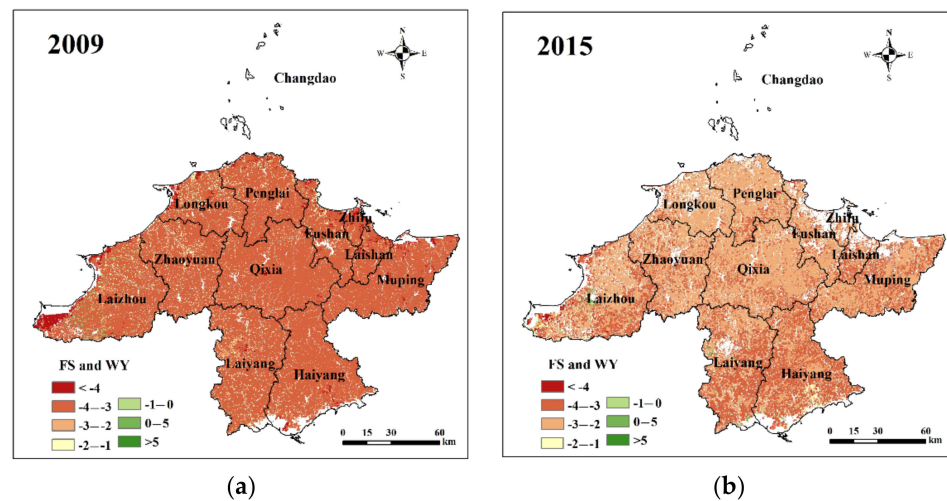 2009
N
W E
S
Changdao
Penglai
Longkou
Zhifu
Fushan
Zhaoyuan
Laishan
Qixia
Muping
Laizhou
Laiyang
Haiyang
FS and WY
< -4
-4—-3 -1—0
-3—-2 0—5
-2—-1 >5
0 15 30 60
km
(a)
2015
N
W E
S
Changdao
Penglai
Longkou
Zhifu
Fushan
Zhaoyuan
Laishan
Qixia
Muping
Laizhou
Laiyang
Haiyang
FS and WY
< -4
-4—-3 -1—0
-3—-2 0—5
-2—-1 >5
0 15 30 60
km
(b)